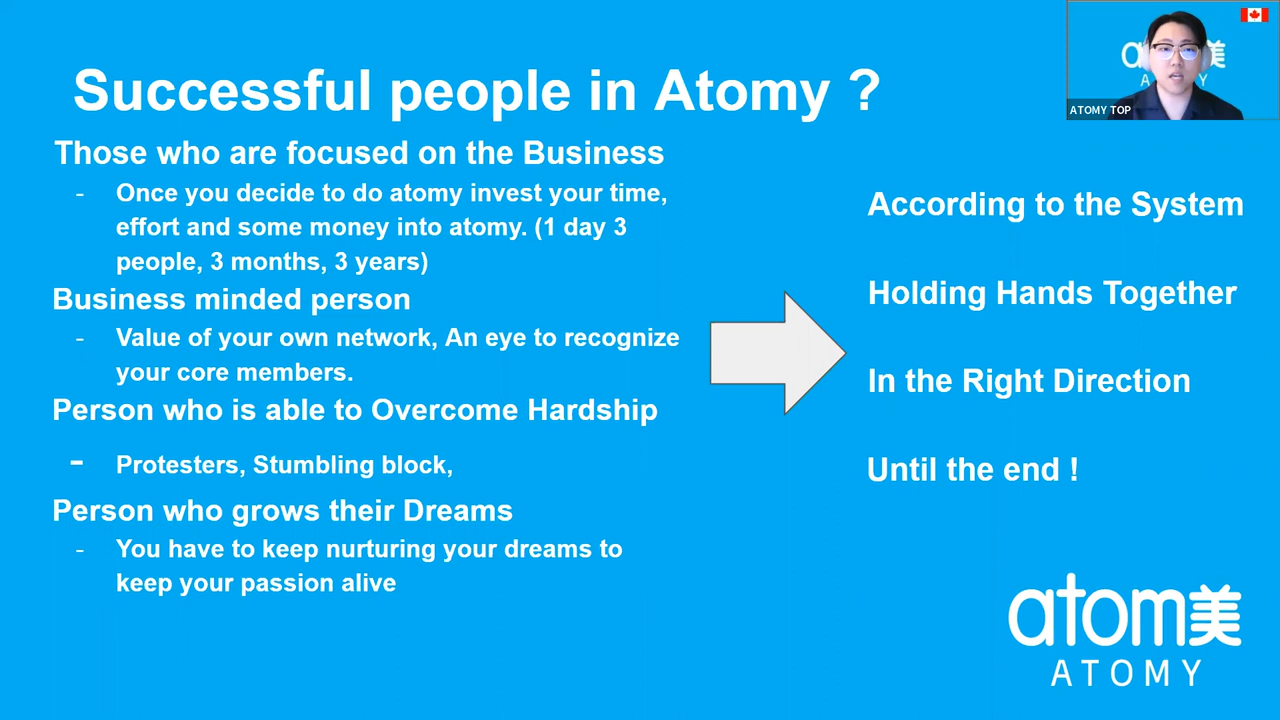 Successful people in Atomy ?
Those who are focused on the Business
- Once you decide to do atomy invest your time,
effort and some money into atomy. (1 day 3
people, 3 months, 3 years)
Business minded person
- Value of your own network, An eye to recognize
your core members.
Person who is able to Overcome Hardship
- Protesters, Stumbling block,
Person who grows their Dreams
- You have to keep nurturing your dreams to
keep your passion alive
According to the System
Holding Hands Together
In the Right Direction
Until the end !
atom美
ATOMY
ATOMY TOP